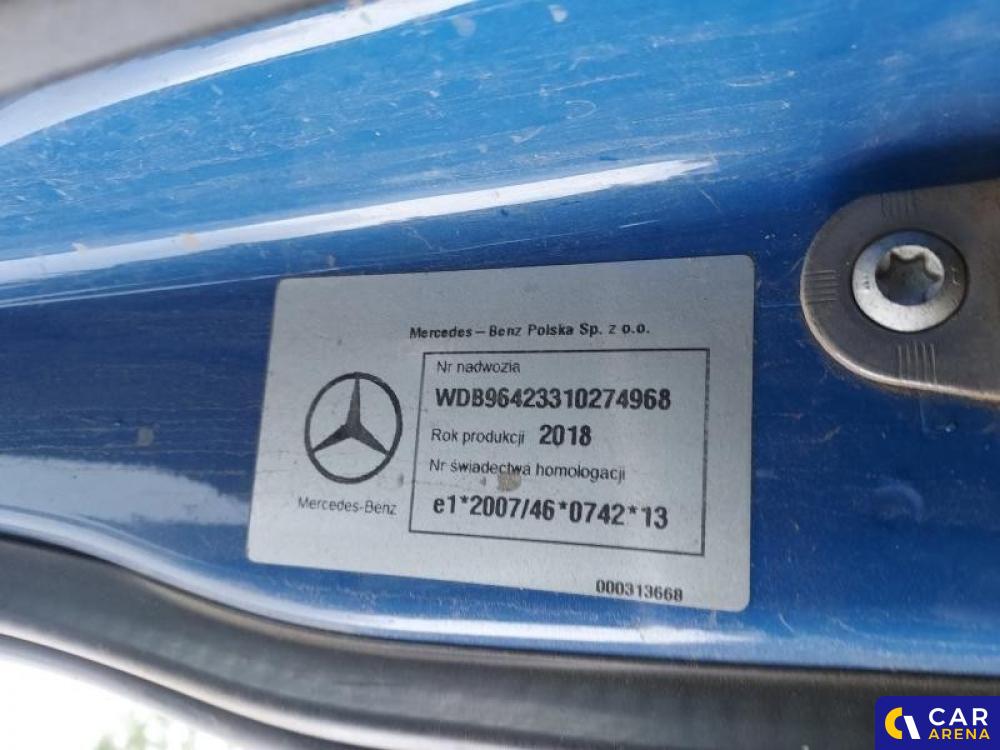 Mercedes-Benz Polska Sp. z o.o.
Nr nadwozia
WDB96423310274968
Rok produkcji 2018
Nr świadectwa homologacji
e1*2007/46*0742*13
Mercedes-Benz
000313668
CAR
ARENA